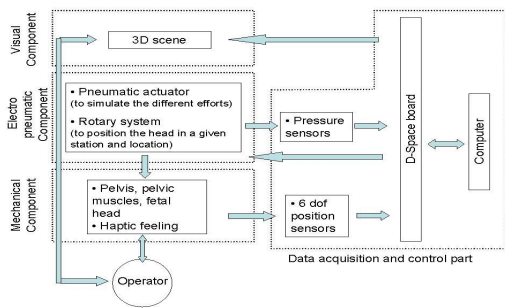 Visual
Component
3D scene
Electro
pneumatic
Component
• Pneumatic actuator
(to simulate the different efforts)
• Rotary system
(to position the head in a given
station and location)
• Pressure
sensors
D-Space board
Computer
Mechanical
Component
• Pelvis, pelvic
muscles, fetal
head
• Haptic feeling
• 6 dof
position
sensors
Data acquisition and control part
Operator